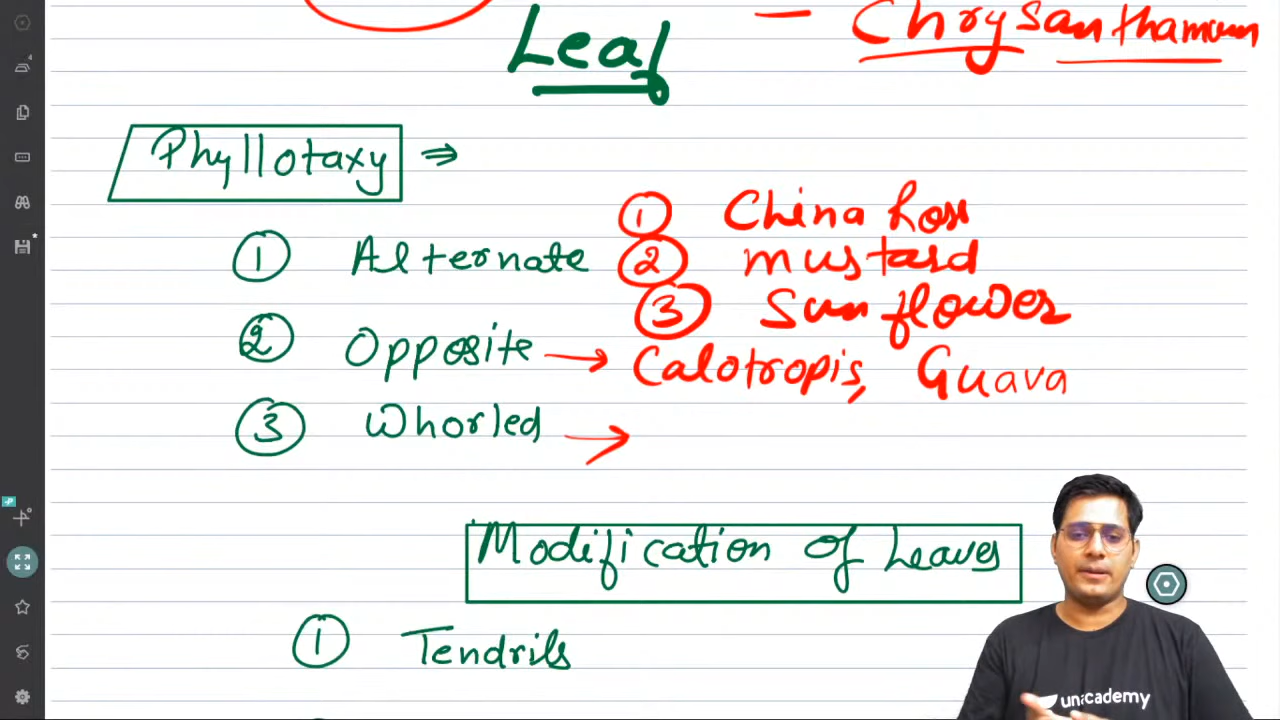 Leaf
— Chrysanthamum
Phyllotaxy ⇒
① Alternate ① China Rose
② mustard
③ Sunflower
② Opposite → Calotropis, Guava
③ Whorled →
Modification of Leaves
① Tendrils
unacademy